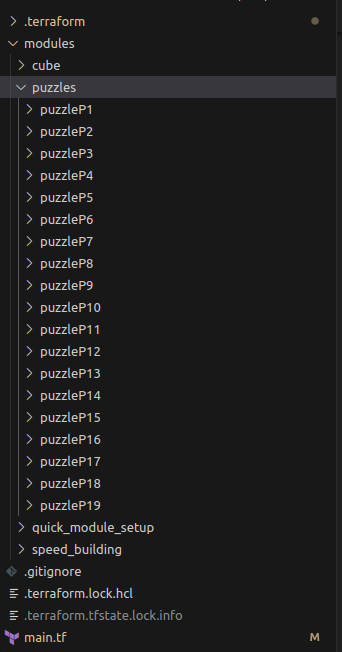 .terraform
modules
cube
puzzles
puzzleP1
puzzleP2
puzzleP3
puzzleP4
puzzleP5
puzzleP6
puzzleP7
puzzleP8
puzzleP9
puzzleP10
puzzleP11
puzzleP12
puzzleP13
puzzleP14
puzzleP15
puzzleP16
puzzleP17
puzzleP18
puzzleP19
quick_module_setup
speed_building
.gitignore
.terraform.lock.hcl
.terraform.tfstate.lock.info
main.tf M